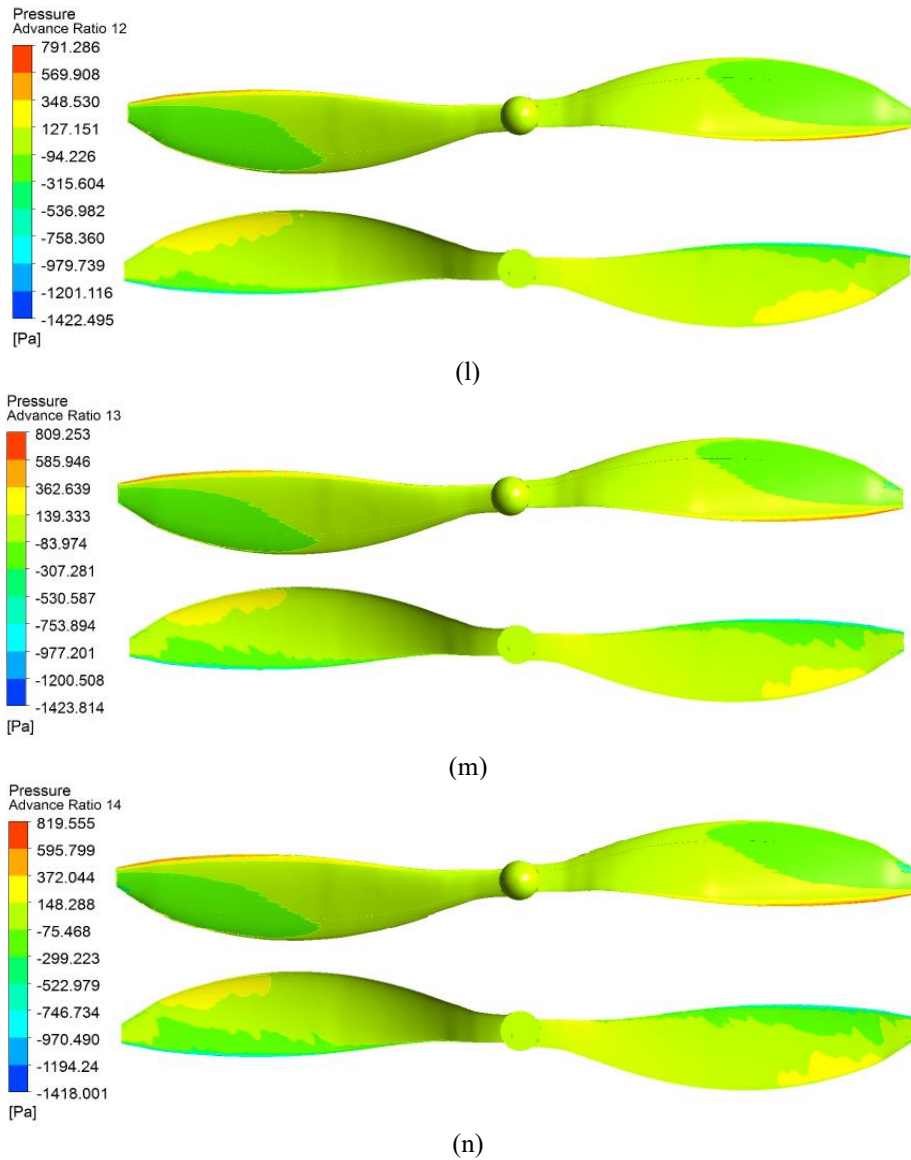 Pressure
Advance Ratio 12
791.286
569.908
348.530
127.151
-94.226
-315.604
-536.982
-758.360
-979.739
-1201.116
-1422.495
[Pa]
(l)
Pressure
Advance Ratio 13
809.253
585.946
362.639
139.333
-83.974
-307.281
-530.587
-753.894
-977.201
-1200.508
-1423.814
[Pa]
(m)
Pressure
Advance Ratio 14
819.555
595.799
372.044
148.288
-75.468
-299.223
-522.979
-746.734
-970.490
-1194.24
-1418.001
[Pa]
(n)